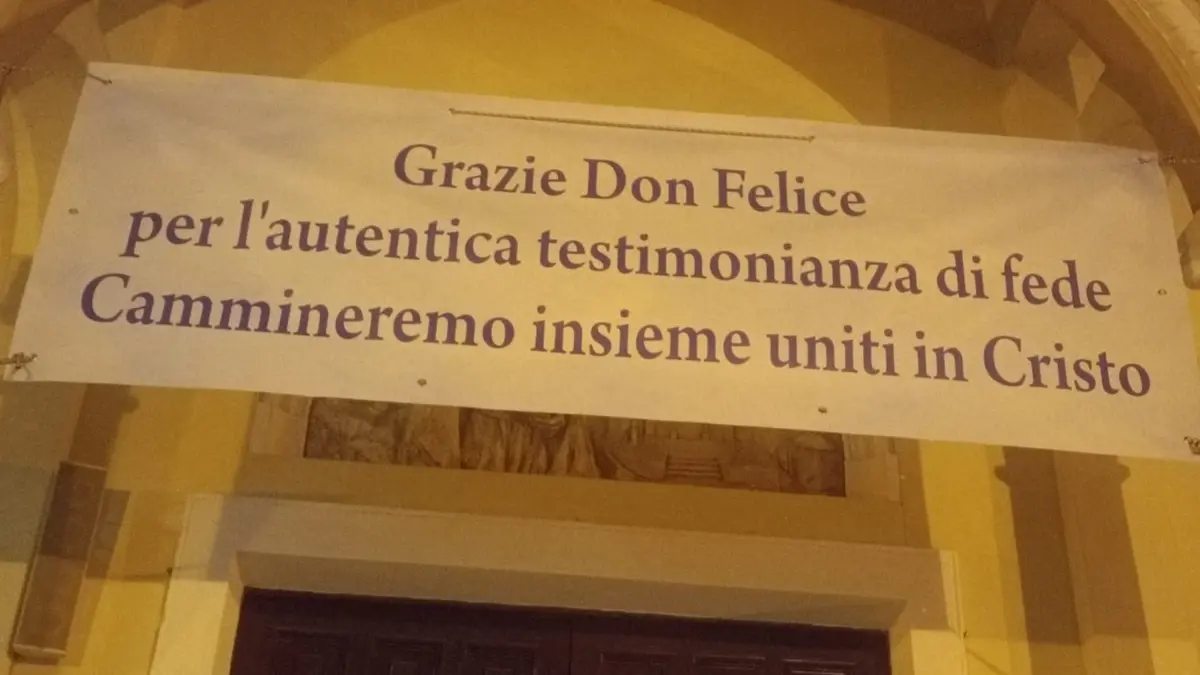 Grazie Don Felice
per l'autentica testimonianza di fede
Cammineremo insieme uniti in Cristo